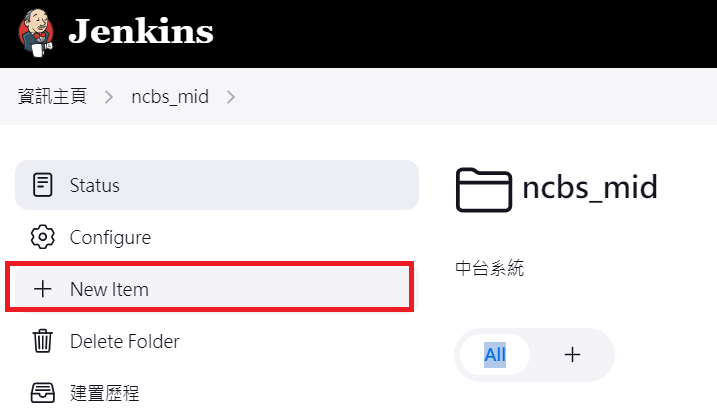 Jenkins
資訊主頁 > ncbs_mid >
Status
ncbs_mid
Configure
中台系統
+ New Item
Delete Folder
All +
建置歷程